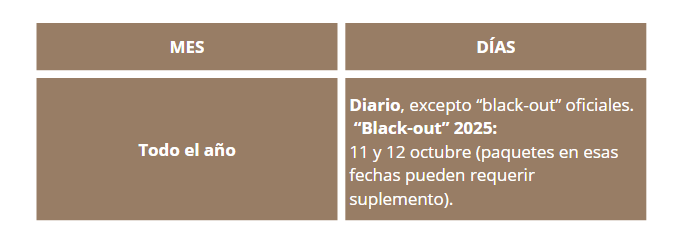 MES
DÍAS
Todo el año
Diario, excepto “black-out” oficiales.
“Black-out” 2025:
11 y 12 octubre (paquetes en esas
fechas pueden requerir
suplemento).